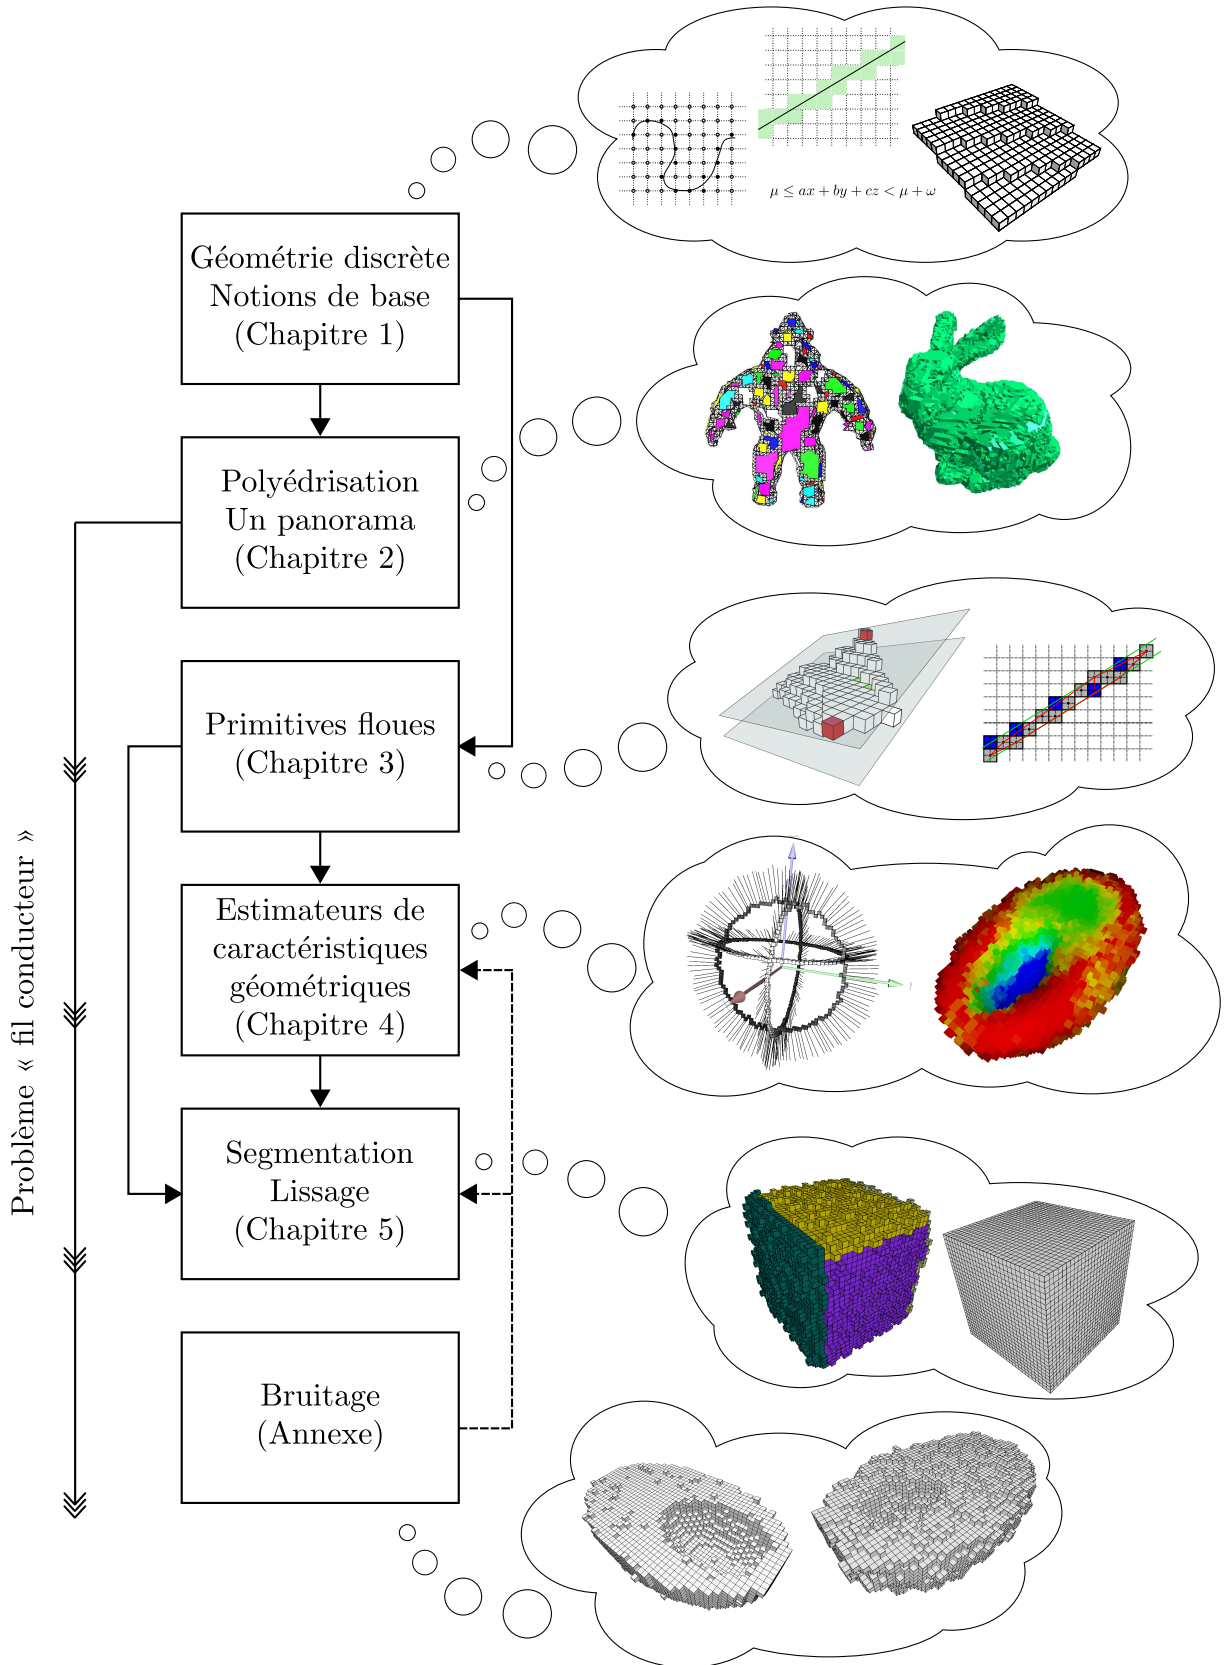 μ ≤ ax + by + cz < μ + ω
Géométrie discrète
Notions de base
(Chapitre 1)
Polyédrisation
Un panorama
(Chapitre 2)
Primitives floues
(Chapitre 3)
Estimateurs de
caractéristiques
géométriques
(Chapitre 4)
Segmentation
Lissage
(Chapitre 5)
Bruitage
(Annexe)
Problème « fil conducteur »